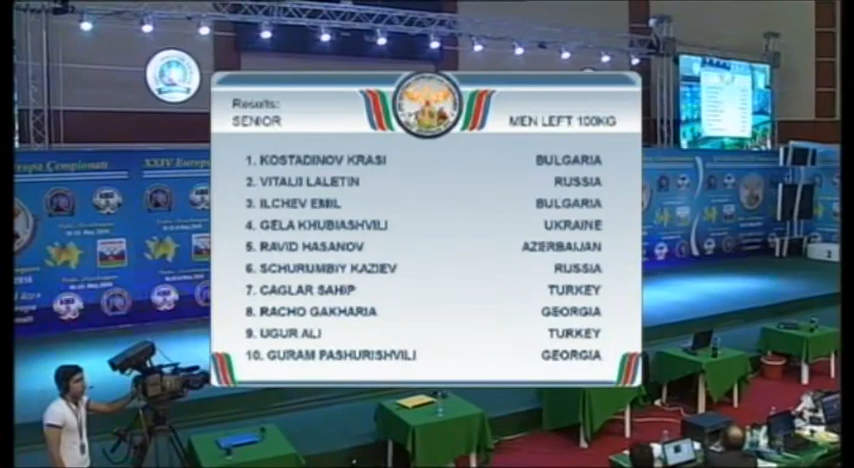 Results:
SENIOR
MEN LEFT 100KG
1. KOSTADINOV KRASI BULGARIA
2. VITALIJ LALETIN RUSSIA
3. ILCHEV EMIL BULGARIA
4. GELA KHUBIASHVILI UKRAINE
5. RAVID HASANOV AZERBAIJAN
6. SCHURUMBIY KAZIEV RUSSIA
7. CAGLAR SAHIP TURKEY
8. RACHO GAKHARIA GEORGIA
9. UGUR ALI TURKEY
10. GURAM PASHURISHVILI GEORGIA
Çempionatı
XXIV